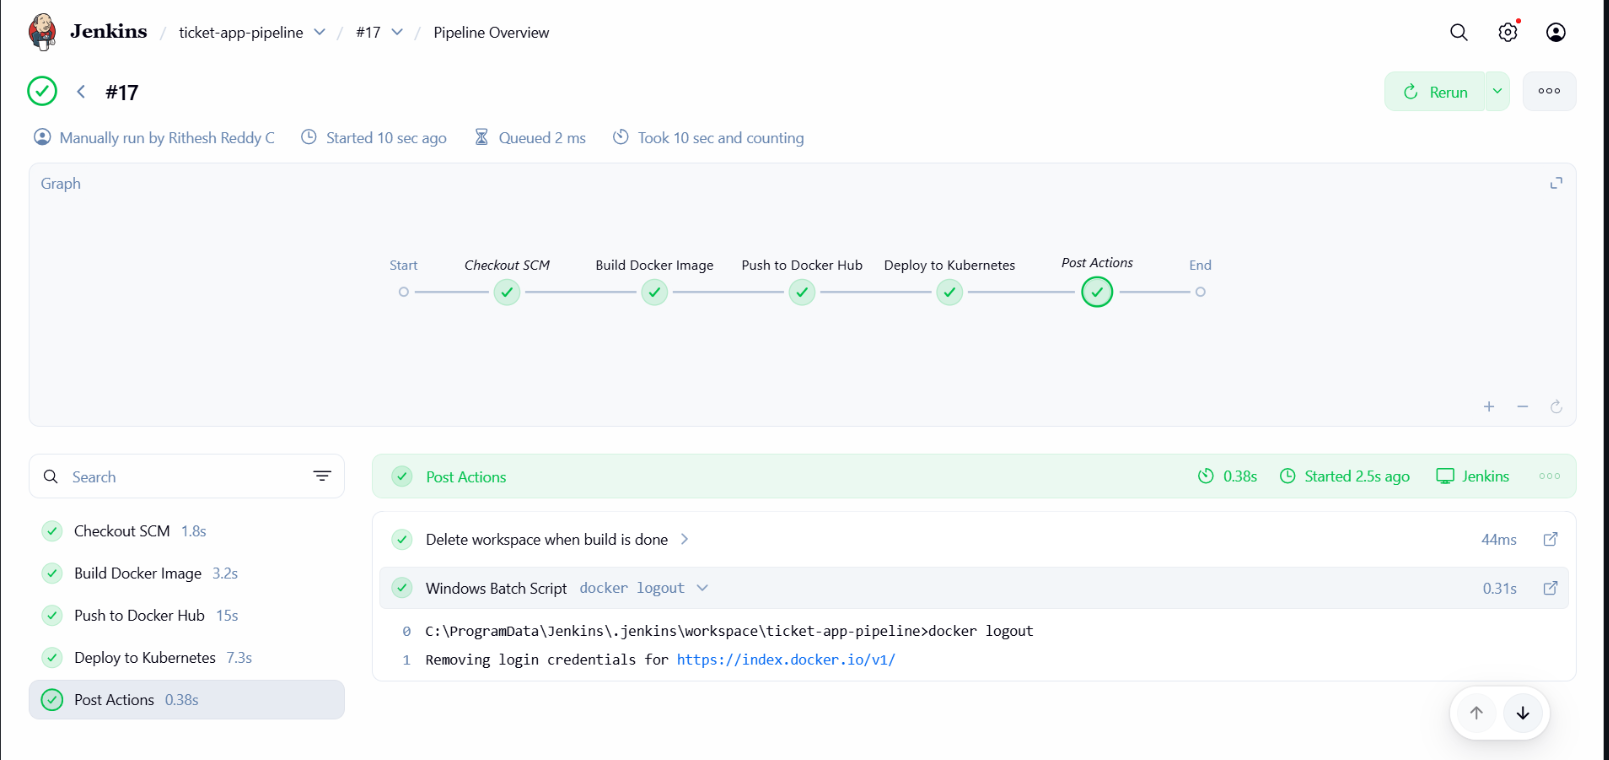 Jenkins / ticket-app-pipeline / #17 / Pipeline Overview
#17
Rerun
Manually run by Rithesh Reddy C Started 10 sec ago Queued 2 ms Took 10 sec and counting
Graph
Start Checkout SCM Build Docker Image Push to Docker Hub Deploy to Kubernetes Post Actions End
Search
Checkout SCM 1.8s
Build Docker Image 3.2s
Push to Docker Hub 15s
Deploy to Kubernetes 7.3s
Post Actions 0.38s
Post Actions 0.38s Started 2.5s ago Jenkins
Delete workspace when build is done 44ms
Windows Batch Script docker logout 0.31s
0 C:\ProgramData\Jenkins\.jenkins\workspace\ticket-app-pipeline>docker logout
1 Removing login credentials for https://index.docker.io/v1/